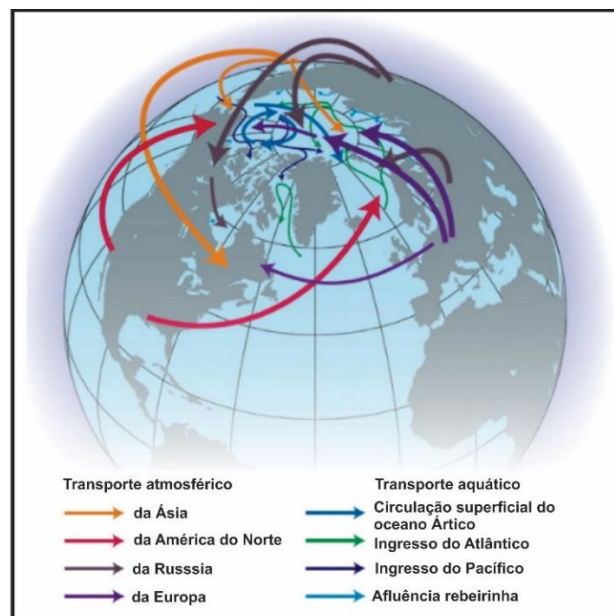 Transporte atmosférico
da Ásia
da América do Norte
da Russsia
da Europa
Transporte aquático
Circulação superficial do
oceano Ártico
Ingresso do Atlântico
Ingresso do Pacífico
Afluência rebeirinha